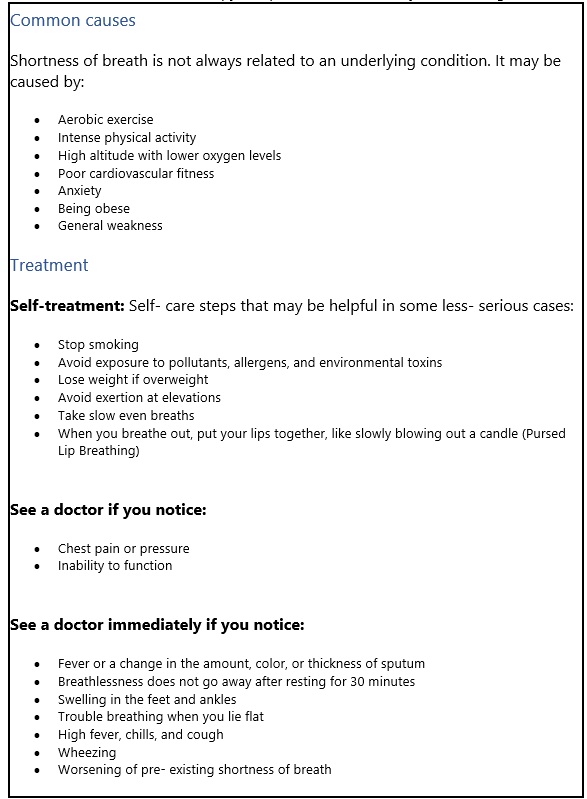 Common causes
Shortness of breath is not always related to an underlying condition. It may be
caused by:
• Aerobic exercise
• Intense physical activity
• High altitude with lower oxygen levels
• Poor cardiovascular fitness
• Anxiety
• Being obese
• General weakness
Treatment
Self-treatment: Self- care steps that may be helpful in some less- serious cases:
• Stop smoking
• Avoid exposure to pollutants, allergens, and environmental toxins
• Lose weight if overweight
• Avoid exertion at elevations
• Take slow even breaths
• When you breathe out, put your lips together, like slowly blowing out a candle (Pursed
Lip Breathing)
See a doctor if you notice:
• Chest pain or pressure
• Inability to function
See a doctor immediately if you notice:
• Fever or a change in the amount, color, or thickness of sputum
• Breathlessness does not go away after resting for 30 minutes
• Swelling in the feet and ankles
• Trouble breathing when you lie flat
• High fever, chills, and cough
• Wheezing
• Worsening of pre- existing shortness of breath